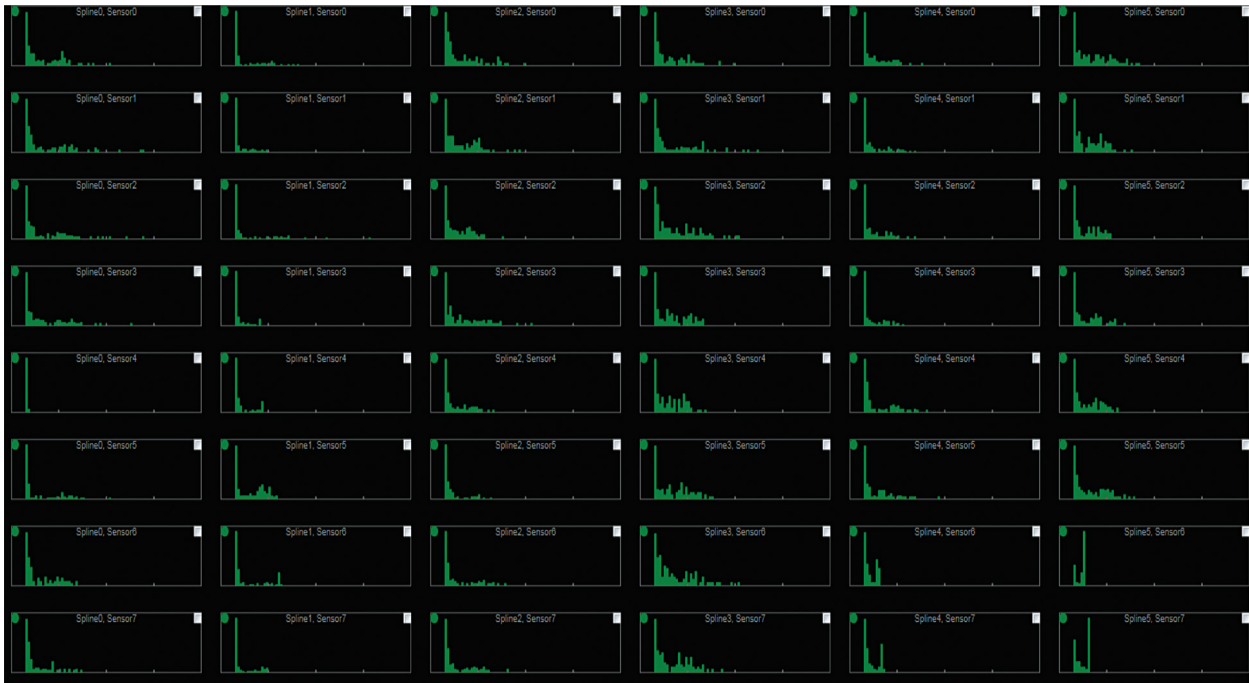 Spline0, Sensor0
Spline1, Sensor0
Spline2, Sensor0
Spline3, Sensor0
Spline4, Sensor0
Spline5, Sensor0
Spline0, Sensor1
Spline1, Sensor1
Spline2, Sensor1
Spline3, Sensor1
Spline4, Sensor1
Spline5, Sensor1
Spline0, Sensor2
Spline1, Sensor2
Spline2, Sensor2
Spline3, Sensor2
Spline4, Sensor2
Spline5, Sensor2
Spline0, Sensor3
Spline1, Sensor3
Spline2, Sensor3
Spline3, Sensor3
Spline4, Sensor3
Spline5, Sensor3
Spline0, Sensor4
Spline1, Sensor4
Spline2, Sensor4
Spline3, Sensor4
Spline4, Sensor4
Spline5, Sensor4
Spline0, Sensor5
Spline1, Sensor5
Spline2, Sensor5
Spline3, Sensor5
Spline4, Sensor5
Spline5, Sensor5
Spline0, Sensor6
Spline1, Sensor6
Spline2, Sensor6
Spline3, Sensor6
Spline4, Sensor6
Spline5, Sensor6
Spline0, Sensor7
Spline1, Sensor7
Spline2, Sensor7
Spline3, Sensor7
Spline4, Sensor7
Spline5, Sensor7